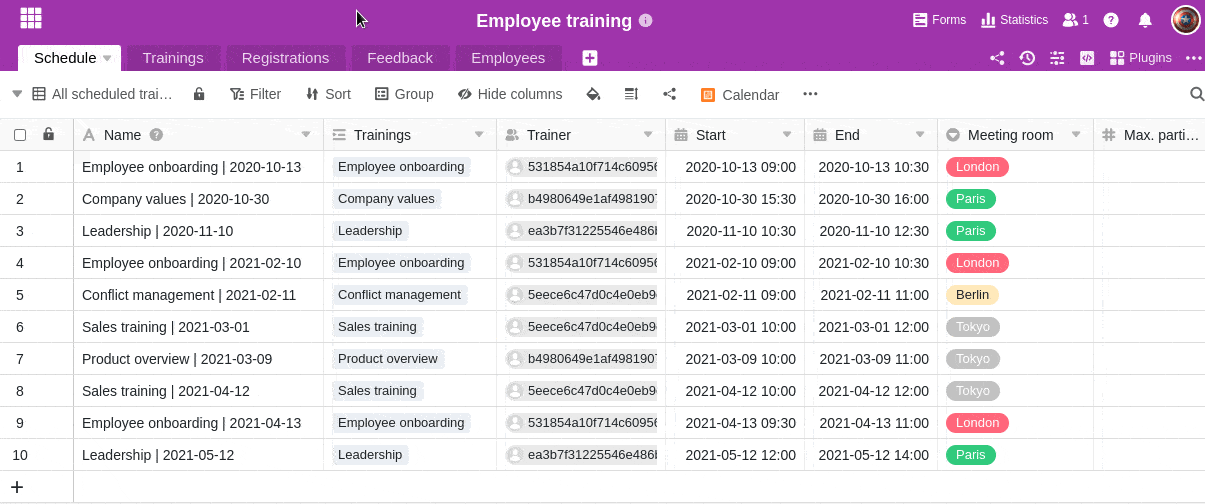 Employee training
Forms Statistics 1
Schedule Trainings Registrations Feedback Employees Plugins
All scheduled trai… Filter Sort Group Hide columns Calendar
Name Trainings Trainer Start End Meeting room Max. parti…
1 Employee onboarding | 2020-10-13 Employee onboarding 531854a10f714c60956 2020-10-13 09:00 2020-10-13 10:30 London
2 Company values | 2020-10-30 Company values b4980649e1af4981907 2020-10-30 15:30 2020-10-30 16:00 Paris
3 Leadership | 2020-11-10 Leadership ea3b7f31225546e486b 2020-11-10 10:30 2020-11-10 12:30 Paris
4 Employee onboarding | 2021-02-10 Employee onboarding 531854a10f714c60956 2021-02-10 09:00 2021-02-10 10:30 London
5 Conflict management | 2021-02-11 Conflict management 5eece6c47d0c4e0eb9 2021-02-11 09:00 2021-02-11 11:00 Berlin
6 Sales training | 2021-03-01 Sales training 5eece6c47d0c4e0eb9 2021-03-01 10:00 2021-03-01 12:00 Tokyo
7 Product overview | 2021-03-09 Product overview b4980649e1af4981907 2021-03-09 10:00 2021-03-09 11:00 Tokyo
8 Sales training | 2021-04-12 Sales training 5eece6c47d0c4e0eb9 2021-04-12 10:00 2021-04-12 12:00 Tokyo
9 Employee onboarding | 2021-04-13 Employee onboarding 531854a10f714c60956 2021-04-13 09:30 2021-04-13 11:00 London
10 Leadership | 2021-05-12 Leadership ea3b7f31225546e486b 2021-05-12 12:00 2021-05-12 14:00 Paris